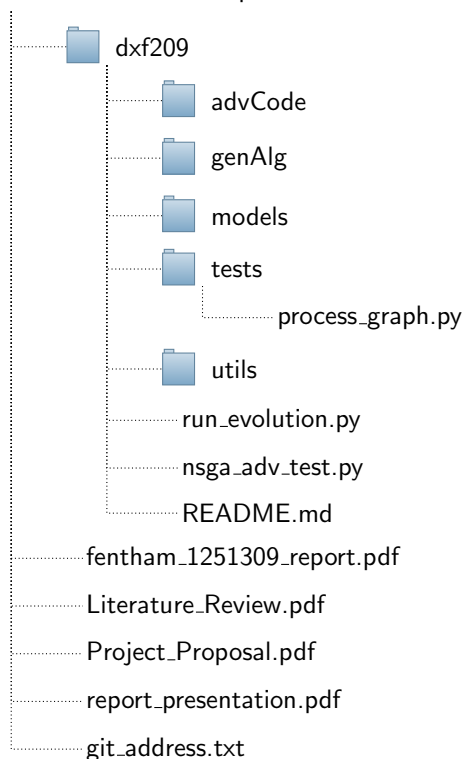 dxf209
advCode
genAlg
models
tests
process_graph.py
utils
run_evolution.py
nsga_adv_test.py
README.md
fentham_1251309_report.pdf
Literature_Review.pdf
Project_Proposal.pdf
report_presentation.pdf
git_address.txt